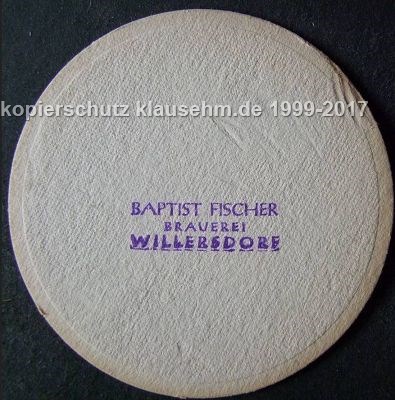 kopierschutz klausehm.de 1999-2017
BAPTIST FISCHER
BRAUEREI
WILLERSDORF